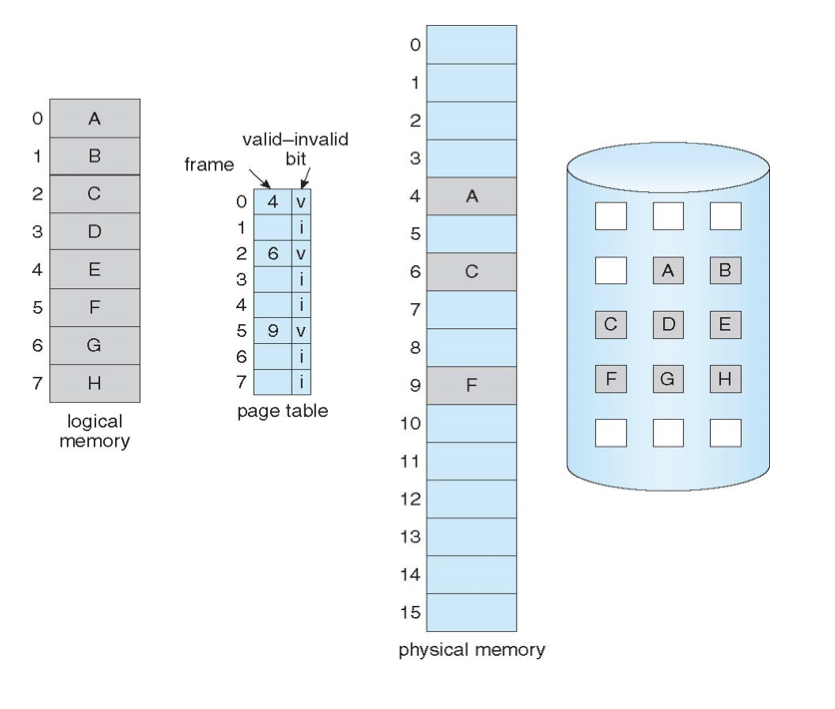 0 A
1 B
2 C
3 D
4 E
5 F
6 G
7 H
logical
memory
valid–invalid
bit
frame
0 4 v
1 i
2 6 v
3 i
4 i
5 9 v
6 i
7 i
page table
0
1
2
3
4 A
5
6 C
7
8
9 F
10
11
12
13
14
15
physical memory
A B
C D E
F G H